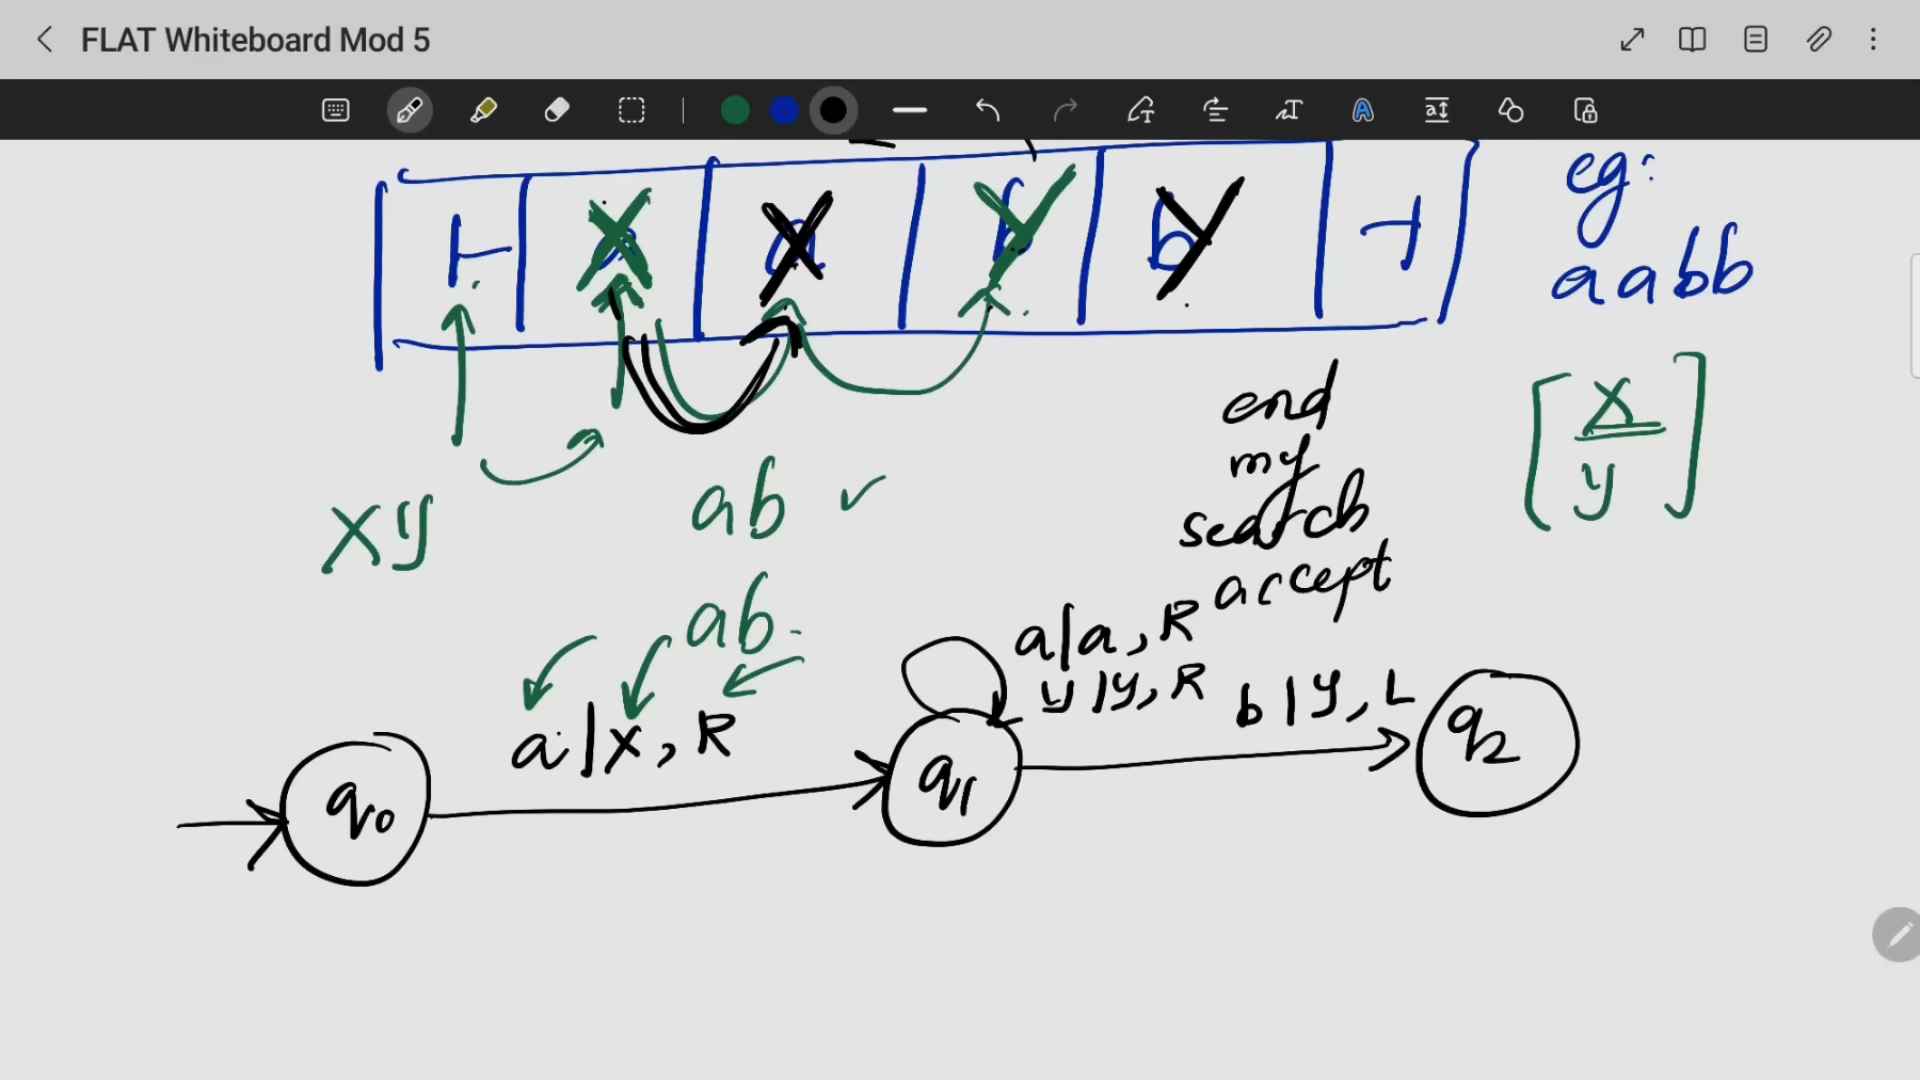 FLAT Whiteboard Mod 5
⊢ X X Y Y ⊣
eg:
aabb
[X/y]
end
my
search
accept
xy
ab ✓
ab
a|x, R
a|a, R
y|y, R
b|y, L
q0 q1 q2